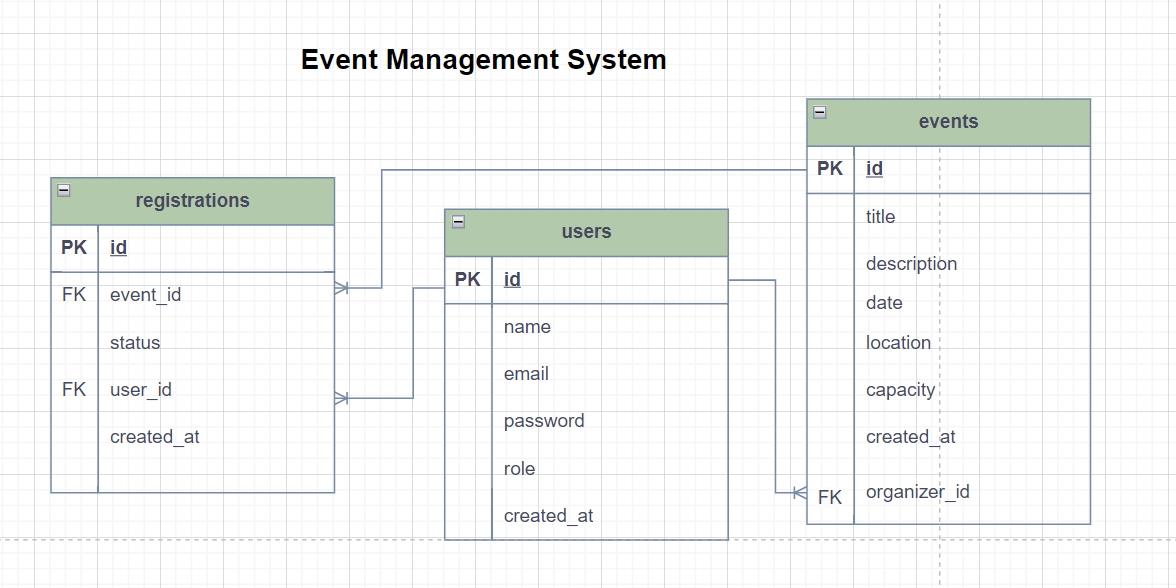 Event Management System
registrations
PK id
FK event_id
status
FK user_id
created_at
users
PK id
name
email
password
role
created_at
events
PK id
title
description
date
location
capacity
created_at
FK organizer_id